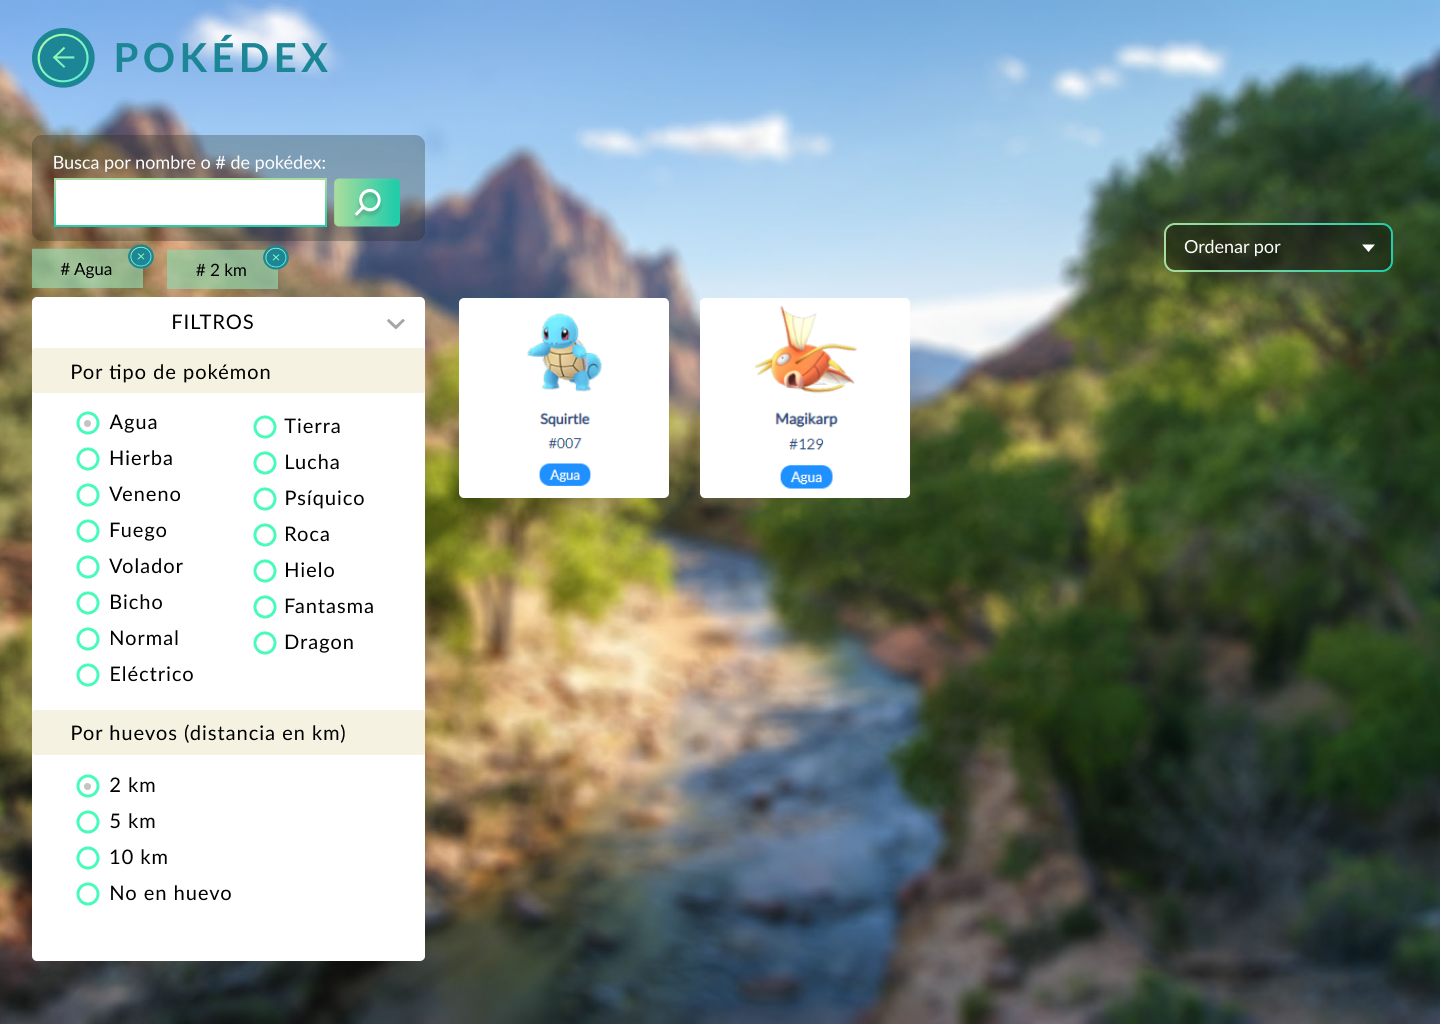 POKÉDEX
Busca por nombre o # de pokédex:
# Agua
# 2 km
Ordenar por
FILTROS
Por tipo de pokémon
Agua
Hierba
Veneno
Fuego
Volador
Bicho
Normal
Eléctrico
Tierra
Lucha
Psíquico
Roca
Hielo
Fantasma
Dragon
Por huevos (distancia en km)
2 km
5 km
10 km
No en huevo
Squirtle
#007
Agua
Magikarp
#129
Agua